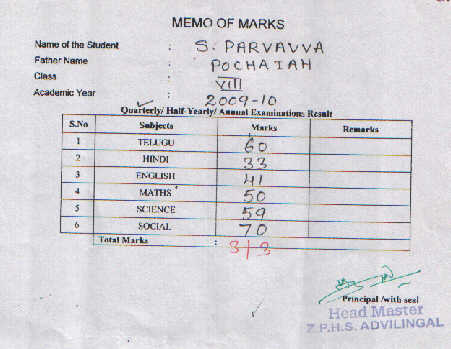 MEMO OF MARKS
Name of the Student : S. PARVAVVA
Father Name : POCHAIAH
Class : VIII
Academic Year : 2009-10
Quarterly/ Half-Yearly/ Annual Examinations Result
S.No Subjects Marks Remarks
1 TELUGU 60
2 HINDI 33
3 ENGLISH 41
4 MATHS 50
5 SCIENCE 59
6 SOCIAL 70
Total Marks : 313
Principal /with seal
Head Master
Z.P.H.S. ADVILINGAL